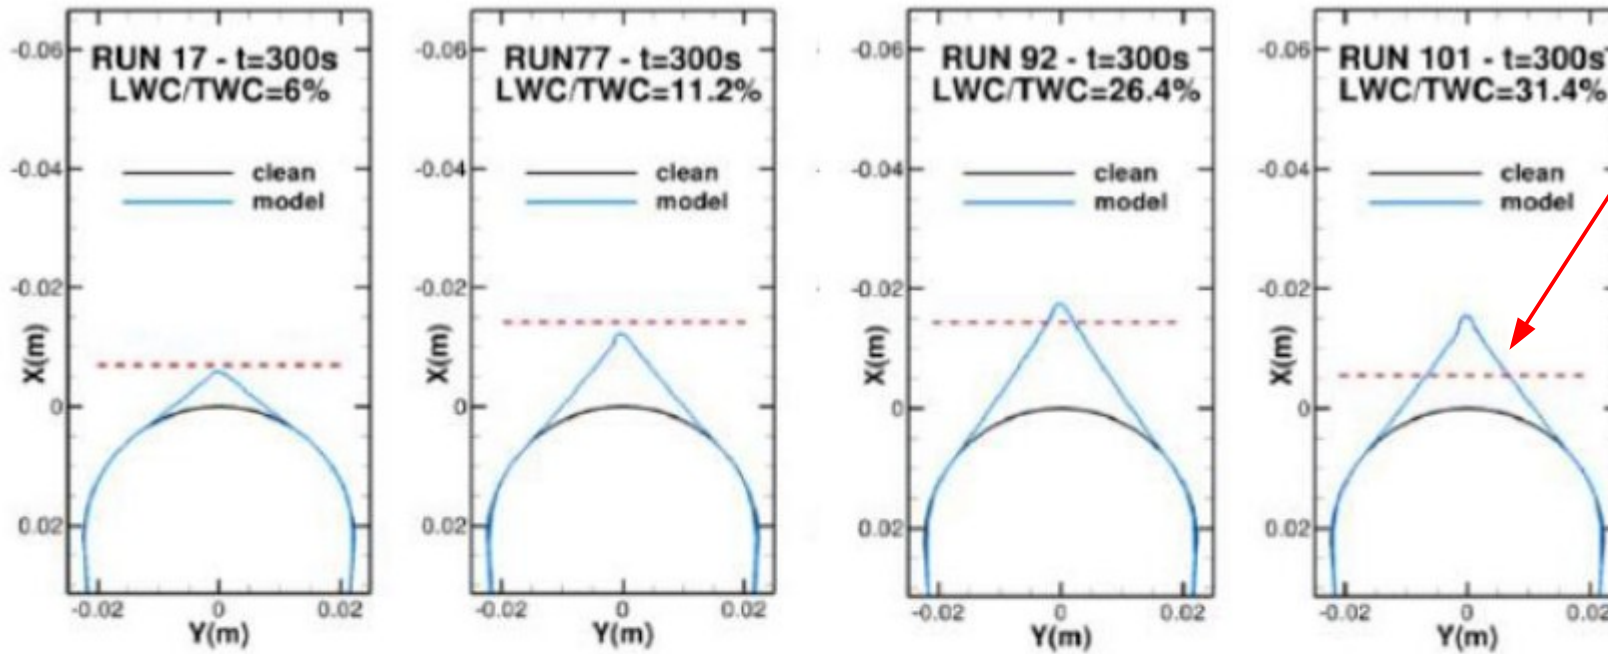 RUN 17 - t=300s
LWC/TWC=6%
clean
model
-0.06
-0.04
-0.02
0
0.02
X(m)
-0.02 0 0.02
Y(m)
RUN77 - t=300s
LWC/TWC=11.2%
clean
model
-0.06
-0.04
-0.02
0
0.02
X(m)
-0.02 0 0.02
Y(m)
RUN 92 - t=300s
LWC/TWC=26.4%
clean
model
-0.06
-0.04
-0.02
0
0.02
X(m)
-0.02 0 0.02
Y(m)
RUN 101 - t=300s
LWC/TWC=31.4%
clean
model
-0.06
-0.04
-0.02
0
0.02
X(m)
-0.02 0 0.02
Y(m)